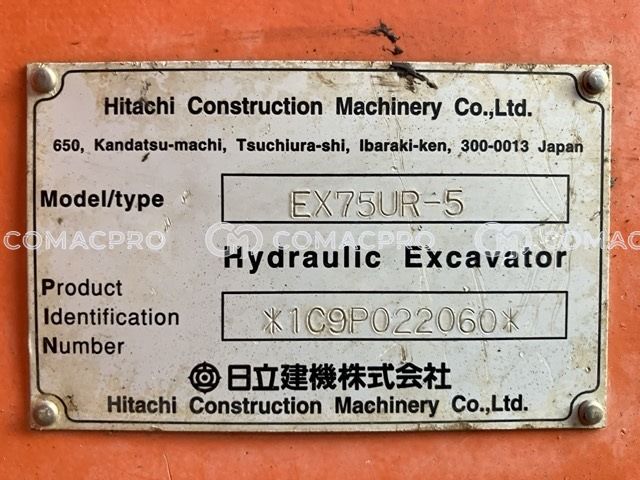 Hitachi Construction Machinery Co.,Ltd.
650, Kandatsu-machi, Tsuchiura-shi, Ibaraki-ken, 300-0013 Japan
Model/type EX75UR-5
COMACPRO COMACPRO COMACPRO
Hydraulic Excavator
Product
Identification *1C9P022060*
Number
日立建機株式会社
Hitachi Construction Machinery Co.,Ltd.